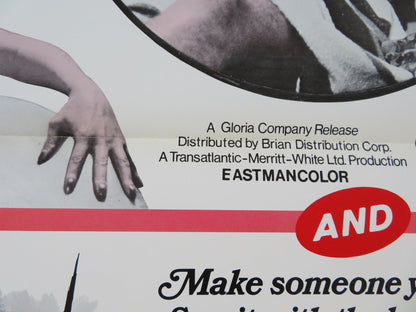 A Gloria Company Release
Distributed by Brian Distribution Corp.
A Transatlantic-Merritt-White Ltd. Production
EASTMANCOLOR
AND
Make someone